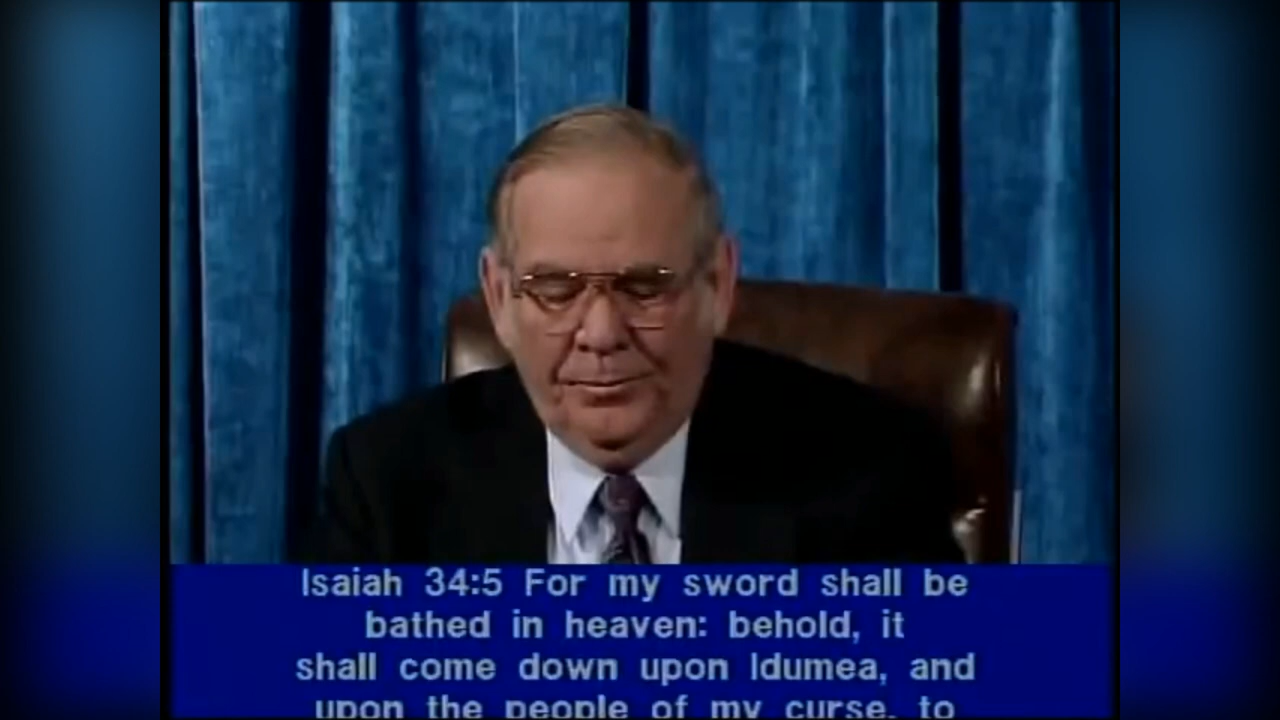 Isaiah 34:5 For my sword shall be
bathed in heaven: behold, it
shall come down upon Idumea, and
upon the people of my curse, to